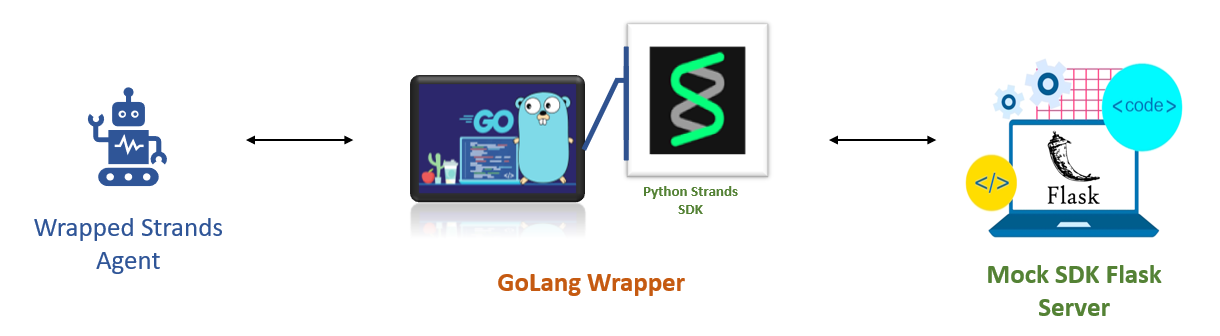 Wrapped Strands
Agent
GO
Python Strands
SDK
GoLang Wrapper
<code>
</>
Flask
Mock SDK Flask
Server